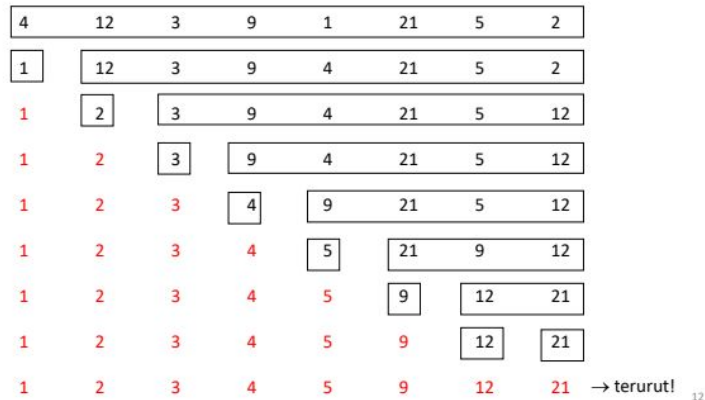 4 12 3 9 1 21 5 2
1 12 3 9 4 21 5 2
1 2 3 9 4 21 5 12
1 2 3 9 4 21 5 12
1 2 3 4 9 21 5 12
1 2 3 4 5 21 9 12
1 2 3 4 5 9 12 21
1 2 3 4 5 9 12 21
1 2 3 4 5 9 12 21 → terurut!
12